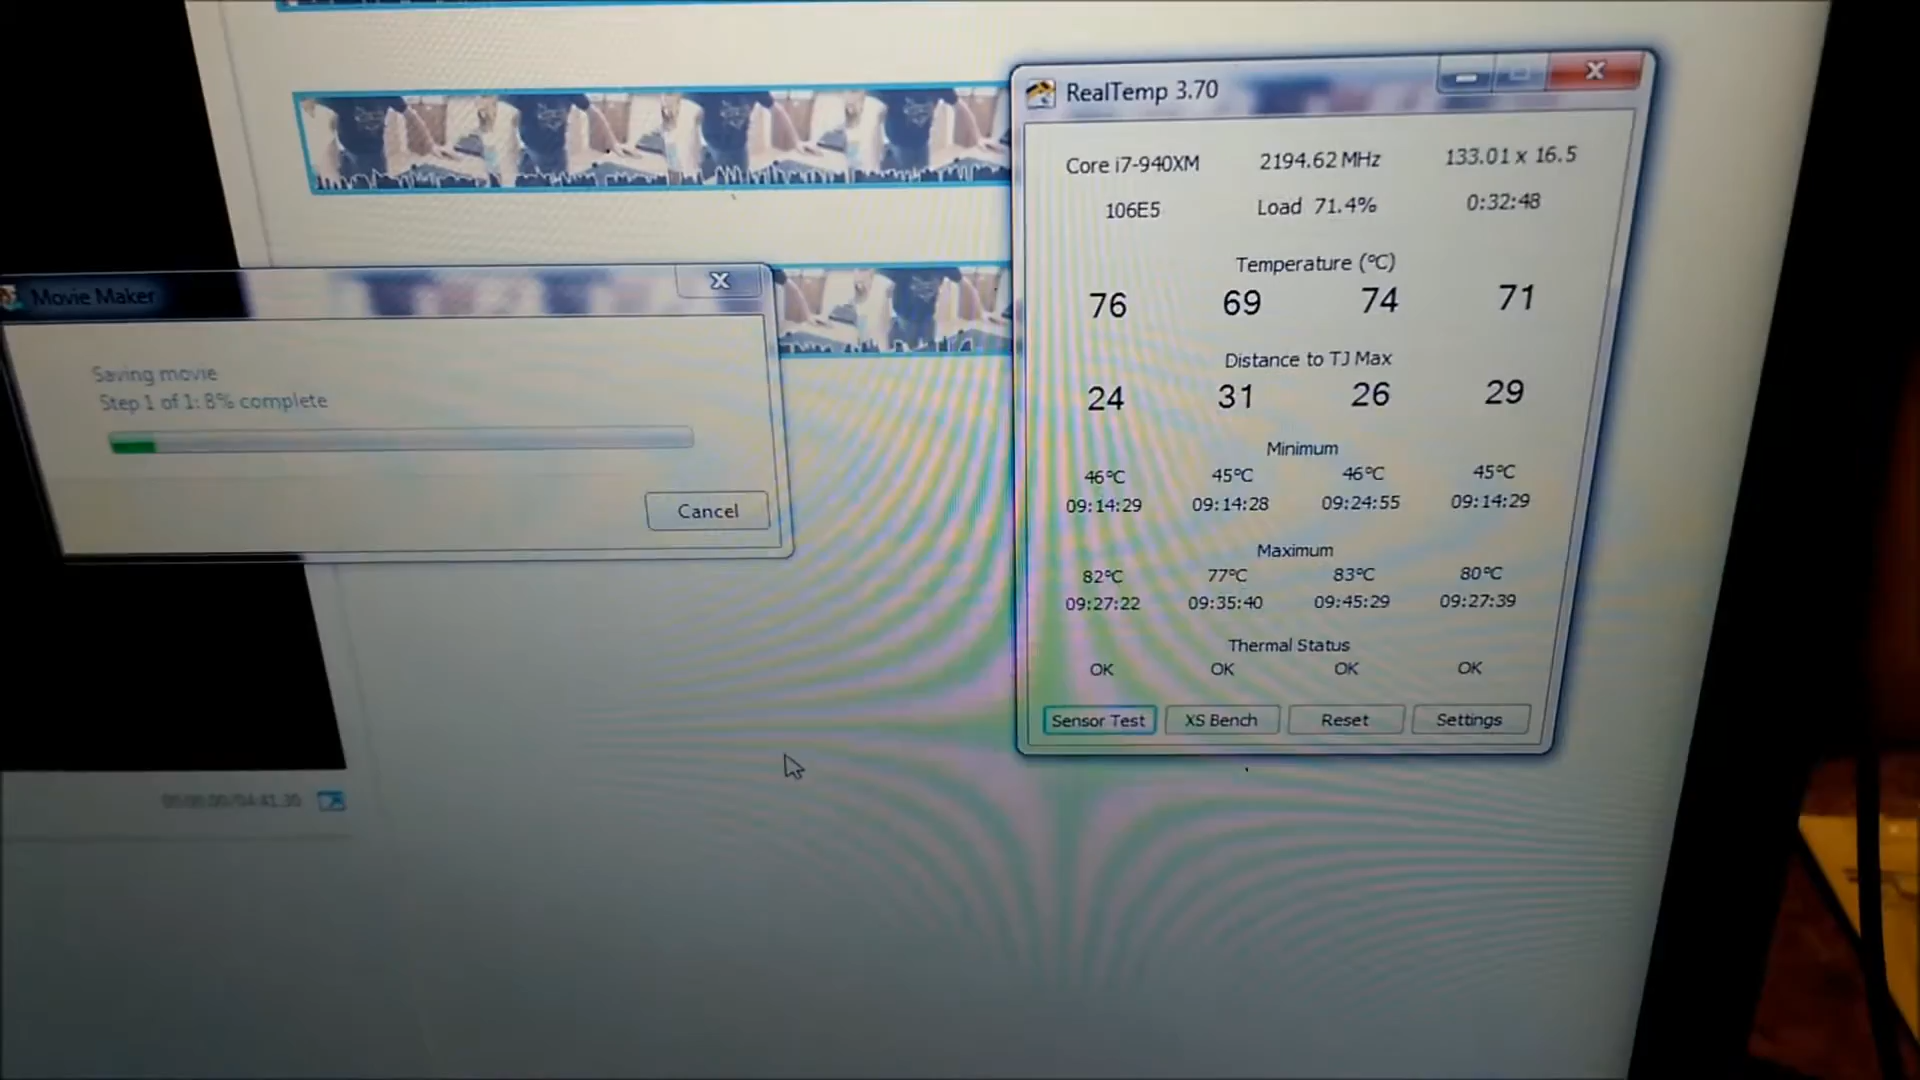 RealTemp 3.70
Core i7-940XM 2194.62 MHz 133.01 x 16.5
106E5 Load 71.4% 0:32:48
Temperature (°C)
76 69 74 71
Distance to TJ Max
24 31 26 29
Minimum
46°C 45°C 46°C 45°C
09:14:29 09:14:28 09:24:55 09:14:29
Maximum
82°C 77°C 83°C 80°C
09:27:22 09:35:40 09:45:29 09:27:39
Thermal Status
OK OK OK OK
Sensor Test XS Bench Reset Settings
Movie Maker
Saving movie
Step 1 of 1: 8% complete
Cancel